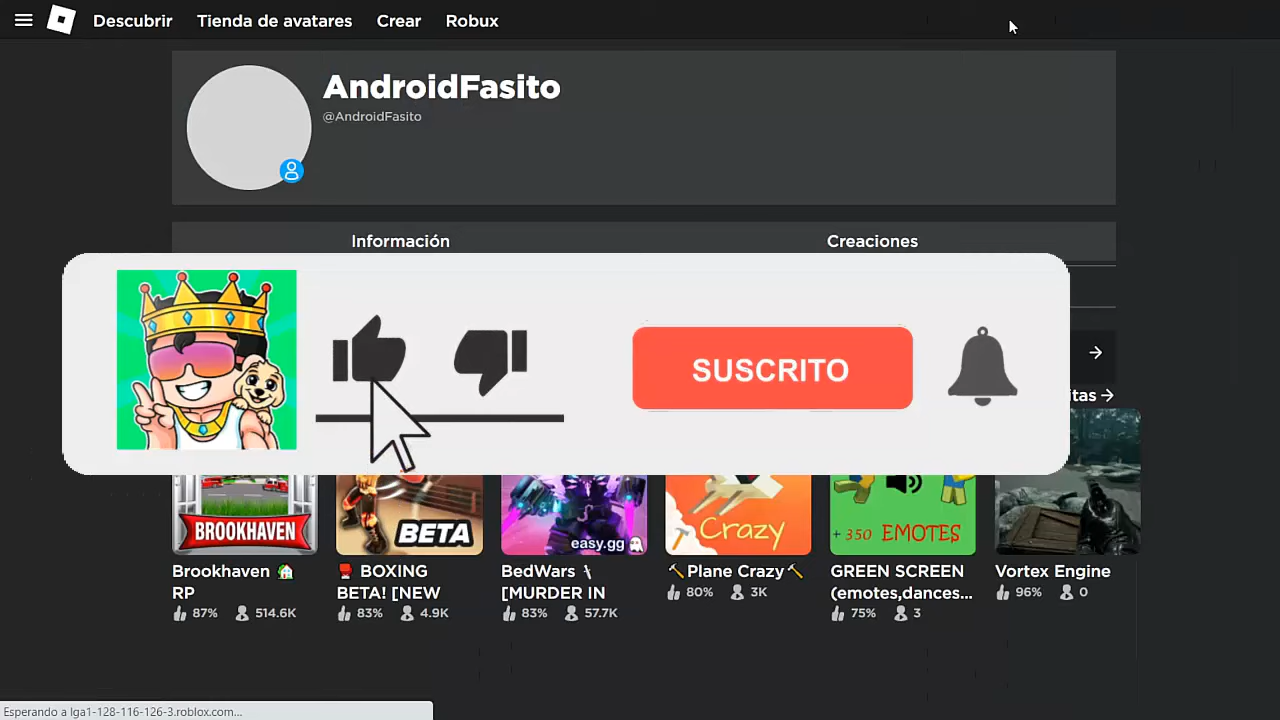 Descubrir Tienda de avatares Crear Robux
AndroidFasito
@AndroidFasito
Información Creaciones
SUSCRITO
tas →
BROOKHAVEN
BETA
easy.gg
Crazy
+ 350 EMOTES
Brookhaven 🏡
RP
87% 514.6K
🥊 BOXING
BETA! [NEW
83% 4.9K
BedWars
[MURDER IN
83% 57.7K
🔨Plane Crazy🔨
80% 3K
GREEN SCREEN
(emotes,dances...
75% 3
Vortex Engine
96% 0
Esperando a lga1-128-116-126-3.roblox.com...